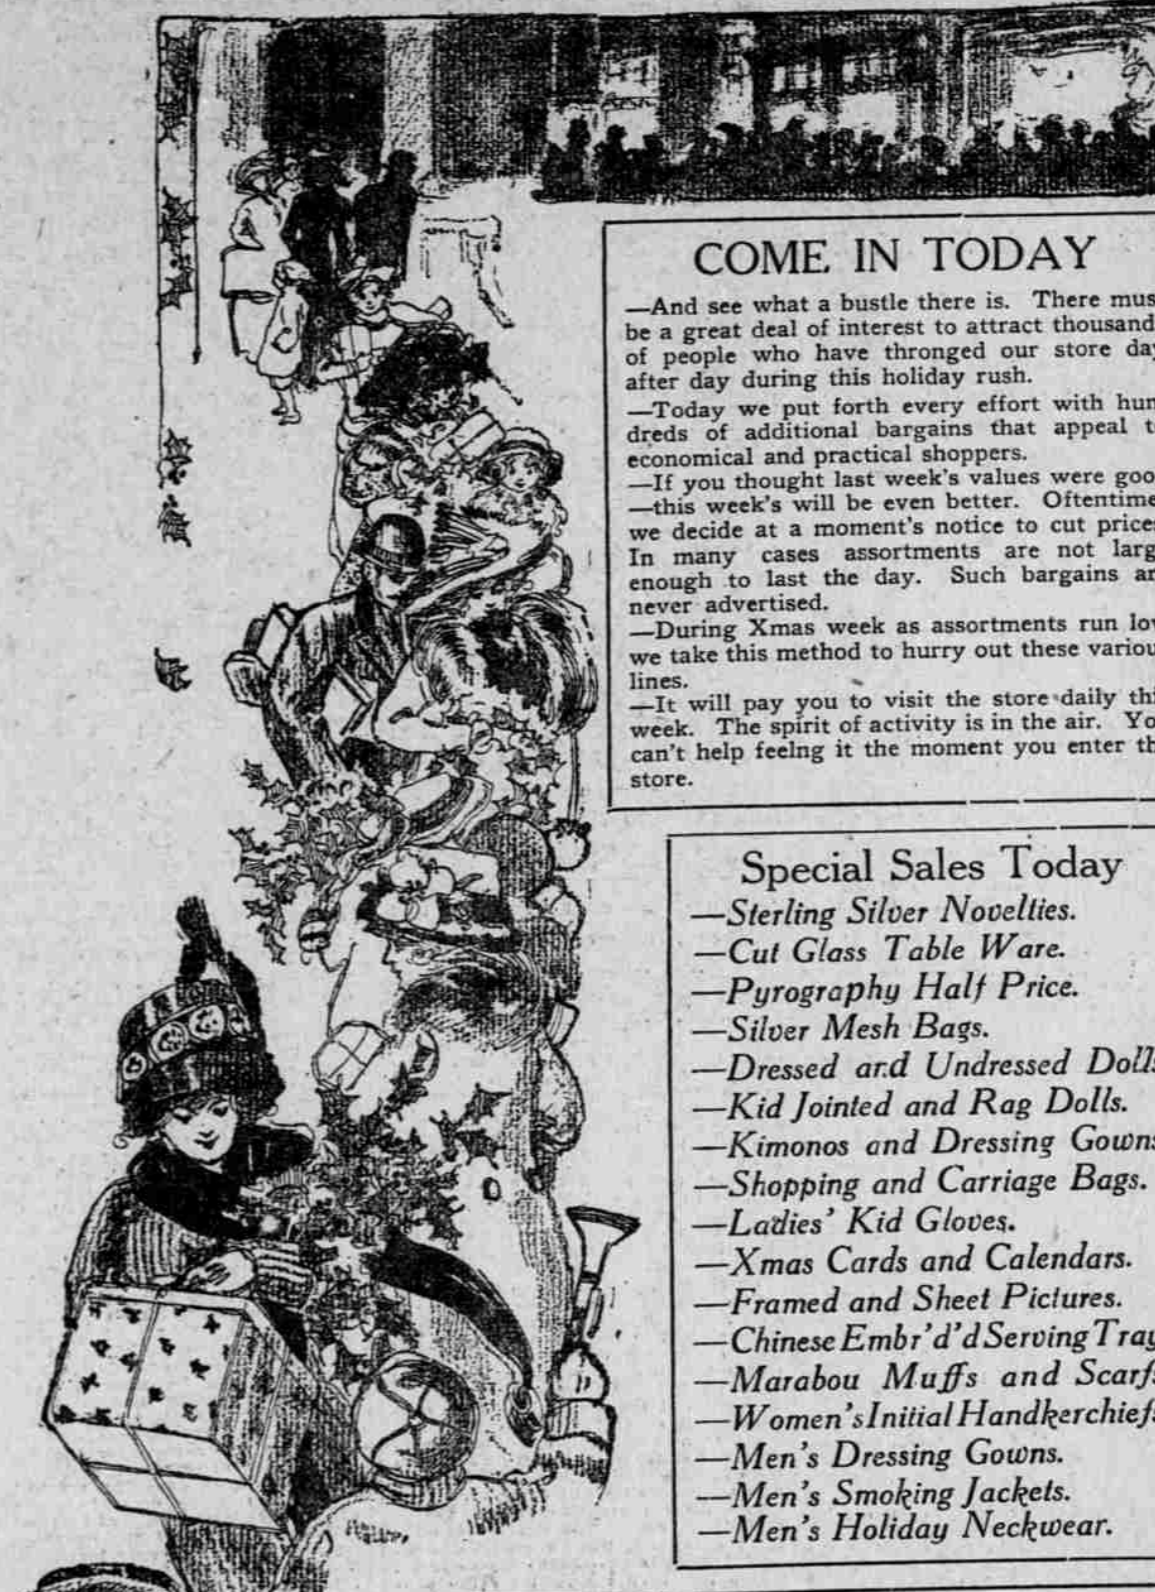 COME IN TODAY
—And see what a bustle there is. There mus
be a great deal of interest to attract thousand
of people who have thronged our store day
after day during this holiday rush.
—Today we put forth every effort with hun
dreds of additional bargains that appeal t
economical and practical shoppers.
—If you thought last week's values were goo
—this week's will be even better. Oftentime
we decide at a moment's notice to cut prices
In many cases assortments are not larg
enough to last the day. Such bargains ar
never advertised.
—During Xmas week as assortments run lov
we take this method to hurry out these variou
lines.
—It will pay you to visit the store daily thi
week. The spirit of activity is in the air. Yo
can't help feelng it the moment you enter th
store.
Special Sales Today
—Sterling Silver Novelties.
—Cut Glass Table Ware.
—Pyrography Half Price.
—Silver Mesh Bags.
—Dressed and Undressed Dolls
—Kid Jointed and Rag Dolls.
—Kimonos and Dressing Gowns
—Shopping and Carriage Bags.
—Ladies' Kid Gloves.
—Xmas Cards and Calendars.
—Framed and Sheet Pictures.
—Chinese Embr'd'd Serving Tray
—Marabou Muffs and Scarfs
—Women's Initial Handkerchiefs
—Men's Dressing Gowns.
—Men's Smoking Jackets.
—Men's Holiday Neckwear.